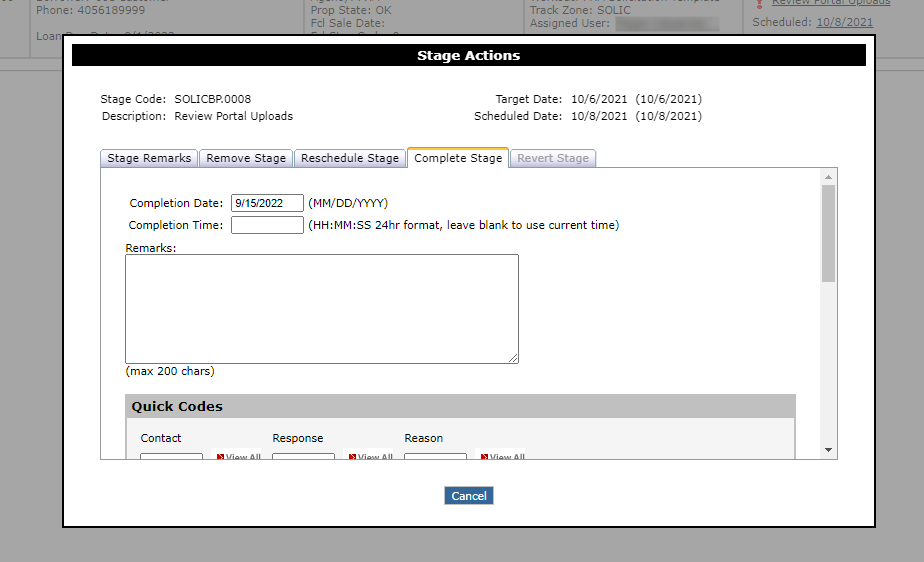 Phone: 4056189999
Prop State: OK
Fcl Sale Date:
Track Zone: SOLIC
Assigned User:
Review Portal Uploads
Scheduled: 10/8/2021
Stage Actions
Stage Code: SOLICBP.0008 Target Date: 10/6/2021 (10/6/2021)
Description: Review Portal Uploads Scheduled Date: 10/8/2021 (10/8/2021)
Stage Remarks Remove Stage Reschedule Stage Complete Stage Revert Stage
Completion Date: 9/15/2022 (MM/DD/YYYY)
Completion Time: (HH:MM:SS 24hr format, leave blank to use current time)
Remarks:
(max 200 chars)
Quick Codes
Contact Response Reason
View All View All View All
Cancel